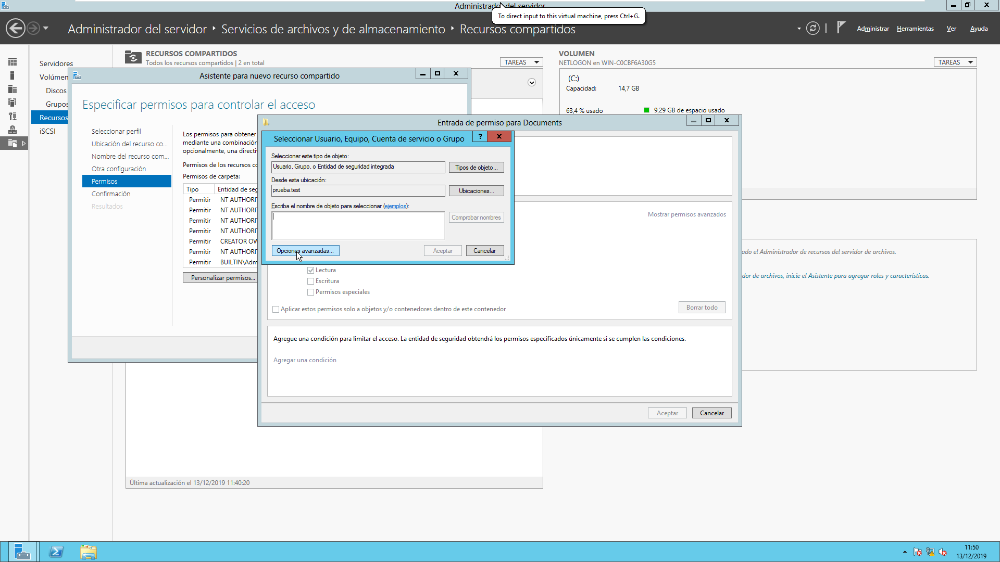 Administrador del servidor
To direct input to this virtual machine, press Ctrl+G.
Administrador del servidor
Servicios de archivos y de almacenamiento
Recursos compartidos
Administrar
Herramientas
Ver
Ayuda
Servidores
Volúmen
Discos
Grupos
Recursos
iSCSI
RECURSOS COMPARTIDOS
Todos los recursos compartidos | 2 en total
TAREAS
VOLUMEN
NETLOGON en WIN-C0CBF6A30G5
TAREAS
(C:)
Capacidad: 14,7 GB
63,4 % usado
9,29 GB de espacio usado
Asistente para nuevo recurso compartido
Especificar permisos para controlar el acceso
Seleccionar perfil
Ubicación del recurso co...
Nombre del recurso com...
Otra configuración
Permisos
Confirmación
Resultados
Los permisos para obtener
mediante una combinación
opcionalmente, una directiv
Permisos de los recursos co
Permisos de carpeta:
Tipo Entidad de seg
Permitir NT AUTHORIT
Permitir NT AUTHORIT
Permitir NT AUTHORIT
Permitir NT AUTHORIT
Permitir CREATOR OW
Permitir NT AUTHORIT
Permitir BUILTIN\Adm
Personalizar permisos...
Entrada de permiso para Documents
Seleccionar Usuario, Equipo, Cuenta de servicio o Grupo
?
Seleccionar este tipo de objeto:
Usuario, Grupo, o Entidad de seguridad integrada
Tipos de objeto...
Desde esta ubicación:
prueba.test
Ubicaciones...
Escriba el nombre de objeto para seleccionar (ejemplos):
Comprobar nombres
Opciones avanzadas...
Aceptar
Cancelar
Mostrar permisos avanzados
Lectura
Escritura
Permisos especiales
Aplicar estos permisos solo a objetos y/o contenedores dentro de este contenedor
Borrar todo
Agregue una condición para limitar el acceso. La entidad de seguridad obtendrá los permisos especificados únicamente si se cumplen las condiciones.
Agregar una condición
Aceptar
Cancelar
ado el Administrador de recursos del servidor de archivos.
dor de archivos, inicie el Asistente para agregar roles y características.
Última actualización el 13/12/2019 11:40:20
11:50
13/12/2019